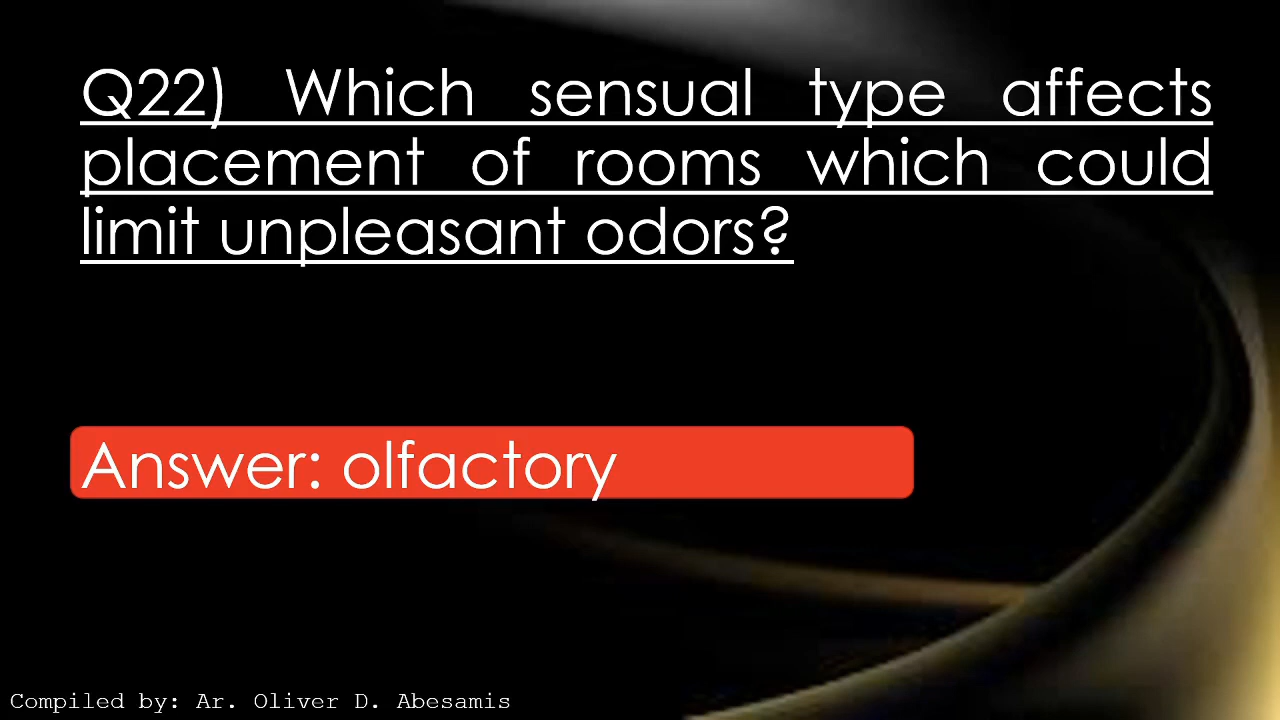 Q22) Which sensual type affects
placement of rooms which could
limit unpleasant odors?
Answer: olfactory
Compiled by: Ar. Oliver D. Abesamis